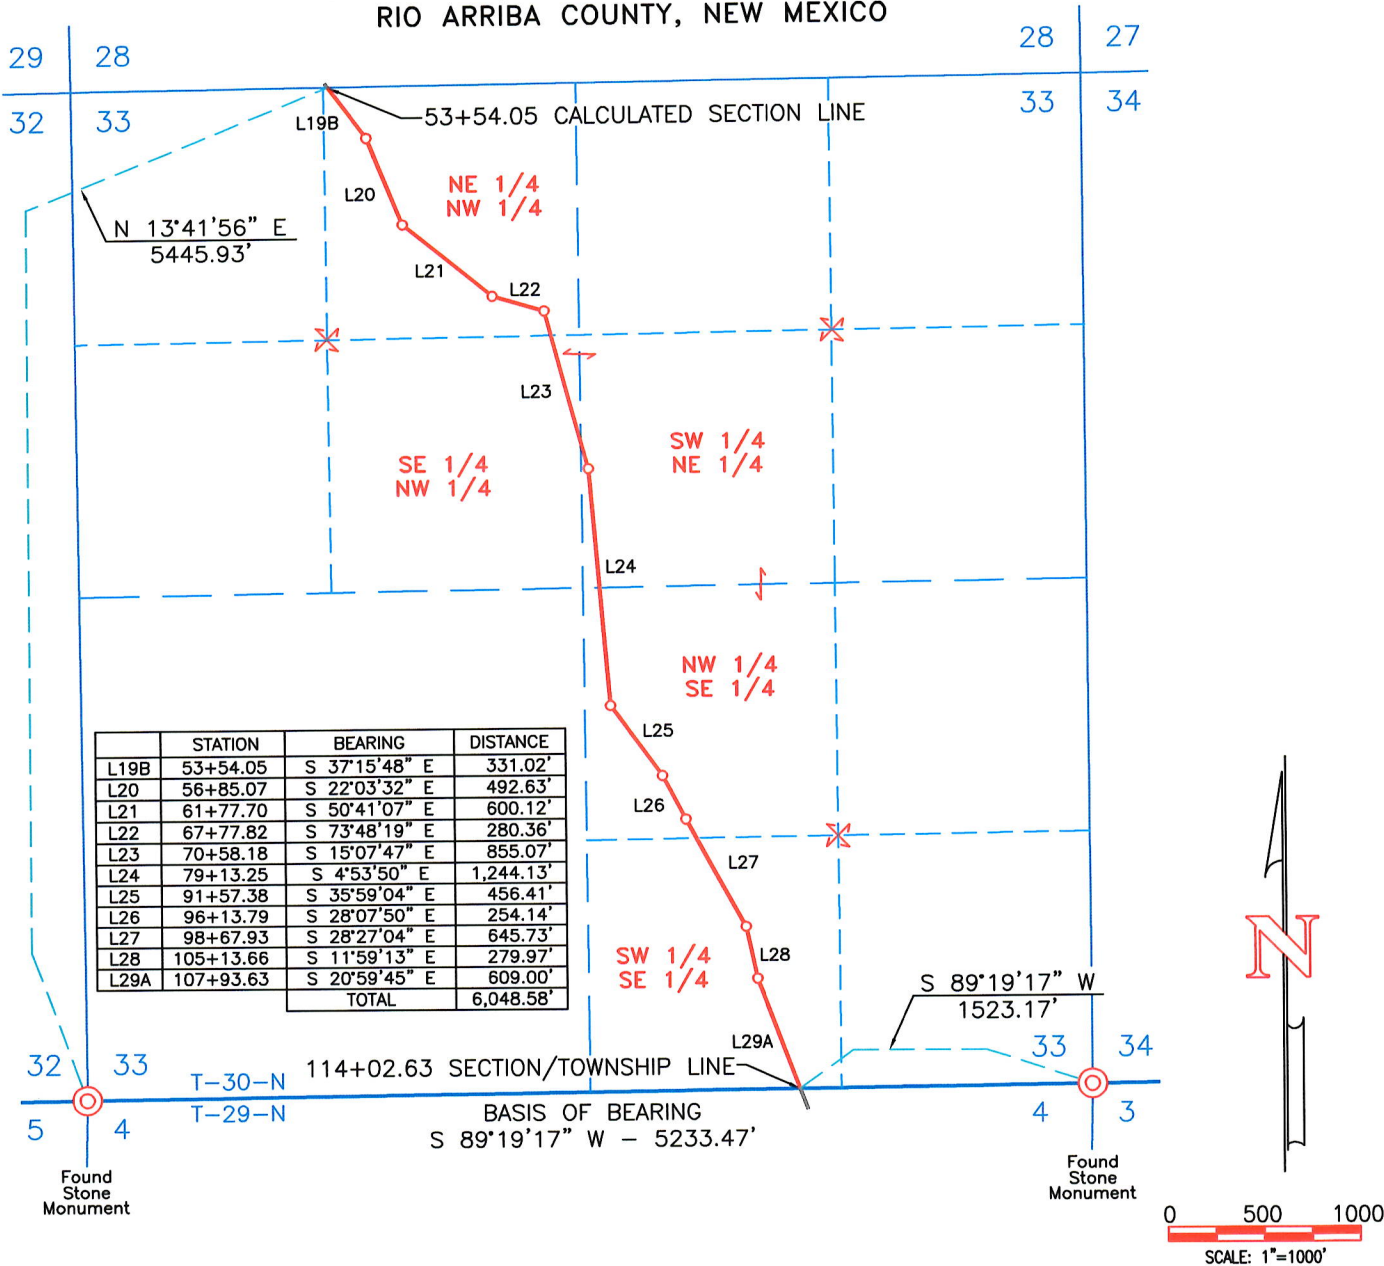 RIO ARRIBA COUNTY, NEW MEXICO
29 28
28 27
32 33
33 34
53+54.05 CALCULATED SECTION LINE
L19B
NE 1/4
NW 1/4
L20
N 13°41'56" E
5445.93'
L21
L22
L23
SW 1/4
NE 1/4
SE 1/4
NW 1/4
L24
NW 1/4
SE 1/4
L25
STATION BEARING DISTANCE
L19B 53+54.05 S 37°15'48" E 331.02'
L20 56+85.07 S 22°03'32" E 492.63'
L21 61+77.70 S 50°41'07" E 600.12'
L22 67+77.82 S 73°48'19" E 280.36'
L23 70+58.18 S 15°07'47" E 855.07'
L24 79+13.25 S 4°53'50" E 1,244.13'
L25 91+57.38 S 35°59'04" E 456.41'
L26 96+13.79 S 28°07'50" E 254.14'
L27 98+67.93 S 28°27'04" E 645.73'
L28 105+13.66 S 11°59'13" E 279.97'
L29A 107+93.63 S 20°59'45" E 609.00'
TOTAL 6,048.58'
L26
L27
L28
SW 1/4
SE 1/4
N
S 89°19'17" W
1523.17'
L29A
32 33
33 34
114+02.63 SECTION/TOWNSHIP LINE
T-30-N
T-29-N
BASIS OF BEARING
S 89°19'17" W - 5233.47'
5 4
4 3
Found
Stone
Monument
Found
Stone
Monument
0 500 1000
SCALE: 1"=1000'